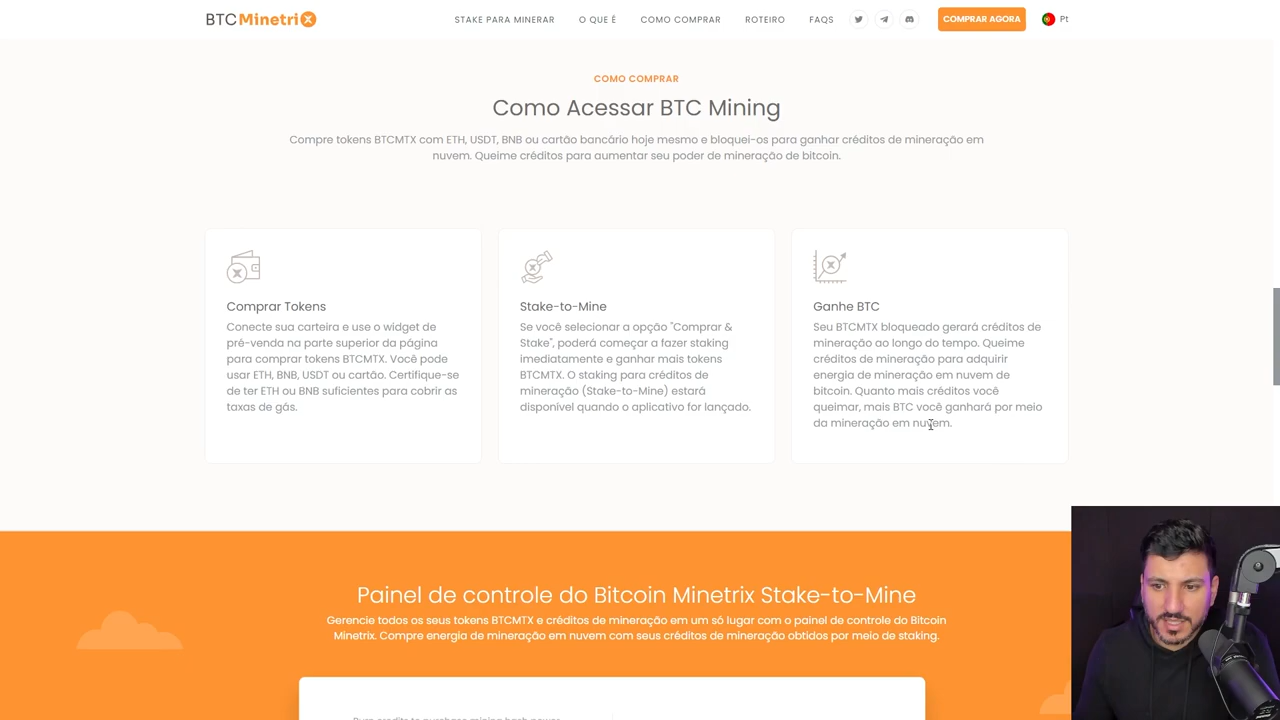 BTC Minetrix
STAKE PARA MINERAR
O QUE É
COMO COMPRAR
ROTEIRO
FAQS
COMPRAR AGORA
Pt
COMO COMPRAR
Como Acessar BTC Mining
Compre tokens BTCMTX com ETH, USDT, BNB ou cartão bancário hoje mesmo e bloquei-os para ganhar créditos de mineração em
nuvem. Queime créditos para aumentar seu poder de mineração de bitcoin.
Comprar Tokens
Conecte sua carteira e use o widget de
pré-venda na parte superior da página
para comprar tokens BTCMTX. Você pode
usar ETH, BNB, USDT ou cartão. Certifique-se
de ter ETH ou BNB suficientes para cobrir as
taxas de gás.
Stake-to-Mine
Se você selecionar a opção "Comprar &
Stake", poderá começar a fazer staking
imediatamente e ganhar mais tokens
BTCMTX. O staking para créditos de
mineração (Stake-to-Mine) estará
disponível quando o aplicativo for lançado.
Ganhe BTC
Seu BTCMTX bloqueado gerará créditos de
mineração ao longo do tempo. Queime
créditos de mineração para adquirir
energia de mineração em nuvem de
bitcoin. Quanto mais créditos você
queimar, mais BTC você ganhará por meio
da mineração em nuvem.
Painel de controle do Bitcoin Minetrix Stake-to-Mine
Gerencie todos os seus tokens BTCMTX e créditos de mineração em um só lugar com o painel de controle do Bitcoin
Minetrix. Compre energia de mineração em nuvem com seus créditos de mineração obtidos por meio de staking.